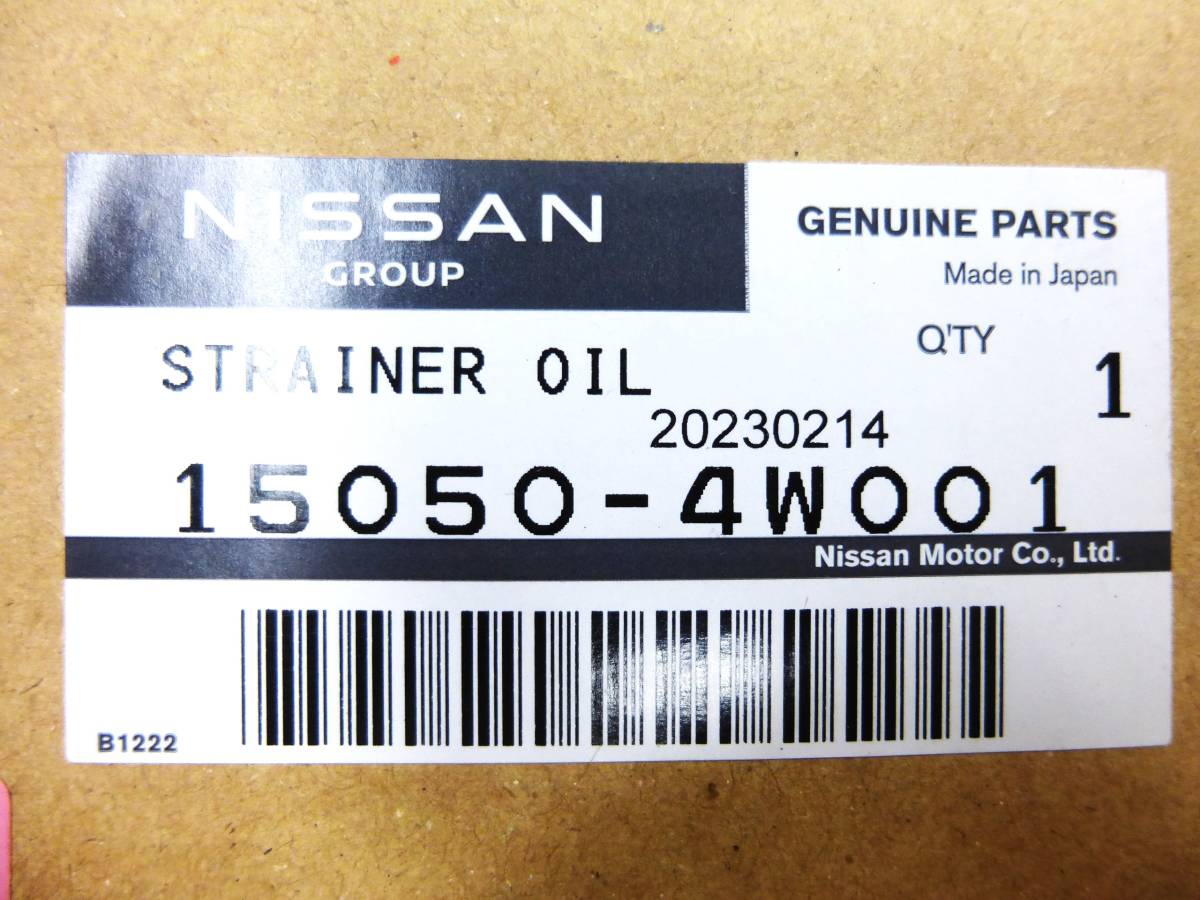 NISSAN
GROUP
GENUINE PARTS
Made in Japan
STRAINER OIL
Q'TY
1
20230214
15050-4W001
Nissan Motor Co., Ltd.
B1222